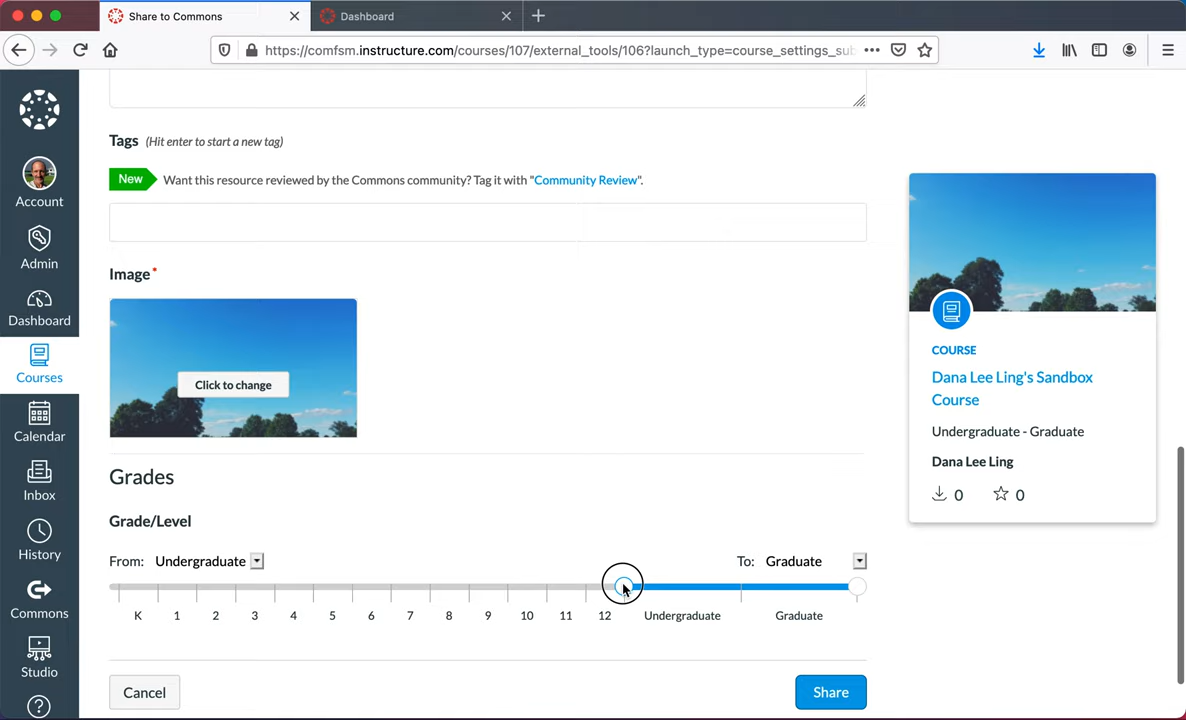 Share to Commons
Dashboard
https://comfsm.instructure.com/courses/107/external_tools/106?launch_type=course_settings_su
Account
Admin
Dashboard
Courses
Calendar
Inbox
History
Commons
Studio
Tags (Hit enter to start a new tag)
New Want this resource reviewed by the Commons community? Tag it with "Community Review".
Image*
Click to change
Grades
Grade/Level
From: Undergraduate To: Graduate
K 1 2 3 4 5 6 7 8 9 10 11 12 Undergraduate Graduate
Cancel Share
COURSE
Dana Lee Ling's Sandbox
Course
Undergraduate - Graduate
Dana Lee Ling
0 0